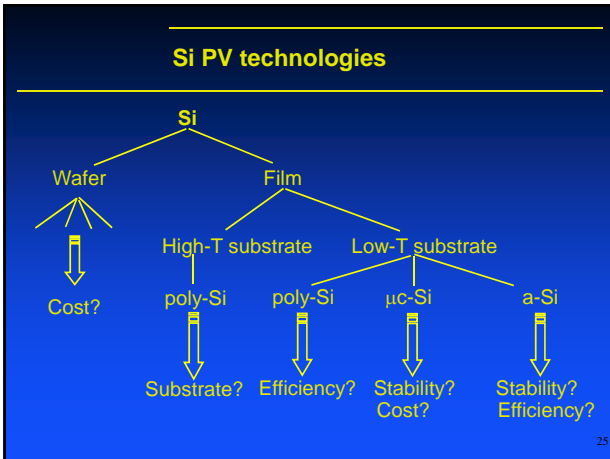 Si PV technologies
Si
Wafer
Film
High-T substrate
Low-T substrate
Cost?
poly-Si
poly-Si
μc-Si
a-Si
Substrate?
Efficiency?
Stability?
Cost?
Stability?
Efficiency?
25